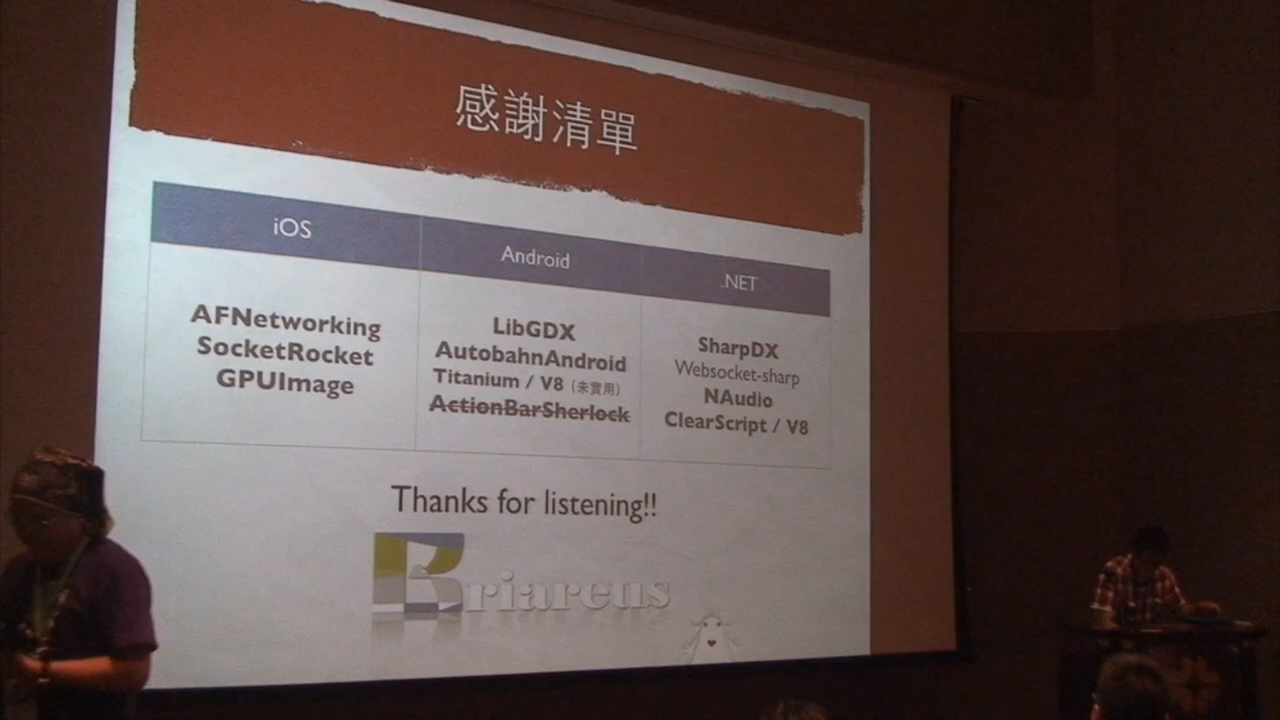 感謝清單
iOS
Android
.NET
AFNetworking
SocketRocket
GPUImage
LibGDX
AutobahnAndroid
Titanium / V8 (未實用)
ActionBarSherlock
SharpDX
Websocket-sharp
NAudio
ClearScript / V8
Thanks for listening!!
Briareus